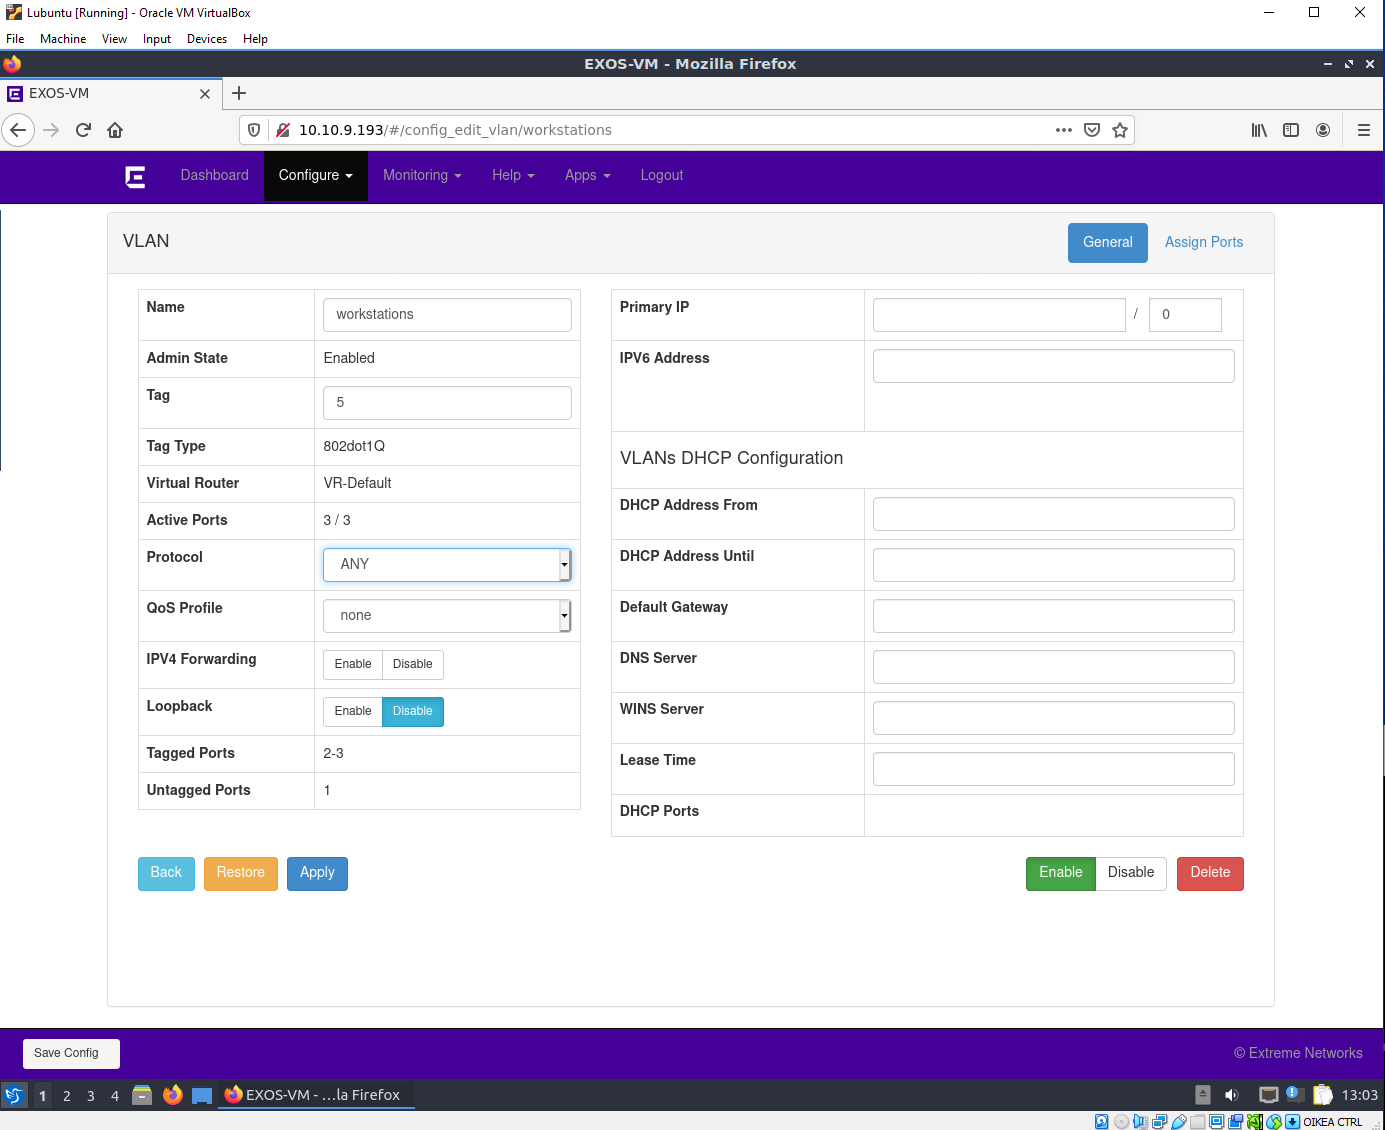 Lubuntu [Running] - Oracle VM VirtualBox
File Machine View Input Devices Help
EXOS-VM - Mozilla Firefox
EXOS-VM
10.10.9.193/#/config_edit_vlan/workstations
Dashboard Configure Monitoring Help Apps Logout
VLAN General Assign Ports
Name workstations
Admin State Enabled
Tag 5
Tag Type 802dot1Q
Virtual Router VR-Default
Active Ports 3 / 3
Protocol ANY
QoS Profile none
IPV4 Forwarding Enable Disable
Loopback Enable Disable
Tagged Ports 2-3
Untagged Ports 1
Primary IP / 0
IPV6 Address
VLANs DHCP Configuration
DHCP Address From
DHCP Address Until
Default Gateway
DNS Server
WINS Server
Lease Time
DHCP Ports
Back Restore Apply Enable Disable Delete
Save Config © Extreme Networks
1 2 3 4 EXOS-VM - ...la Firefox 13:03
OIKEA CTRL